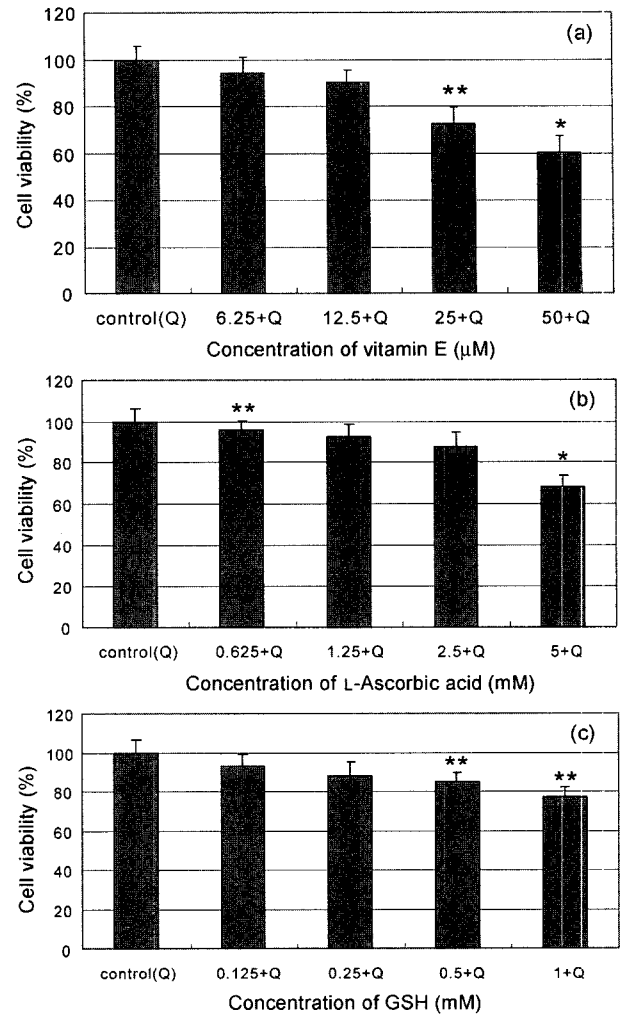 120
(a)
100
**
80
*
60
40
20
0
Cell viability (%)
control(Q) 6.25+Q 12.5+Q 25+Q 50+Q
Concentration of vitamin E (μM)
120
(b)
**
100
80
*
60
40
20
0
Cell viability (%)
control(Q) 0.625+Q 1.25+Q 2.5+Q 5+Q
Concentration of L-Ascorbic acid (mM)
120
(c)
100
** **
80
60
40
20
0
Cell viability (%)
control(Q) 0.125+Q 0.25+Q 0.5+Q 1+Q
Concentration of GSH (mM)